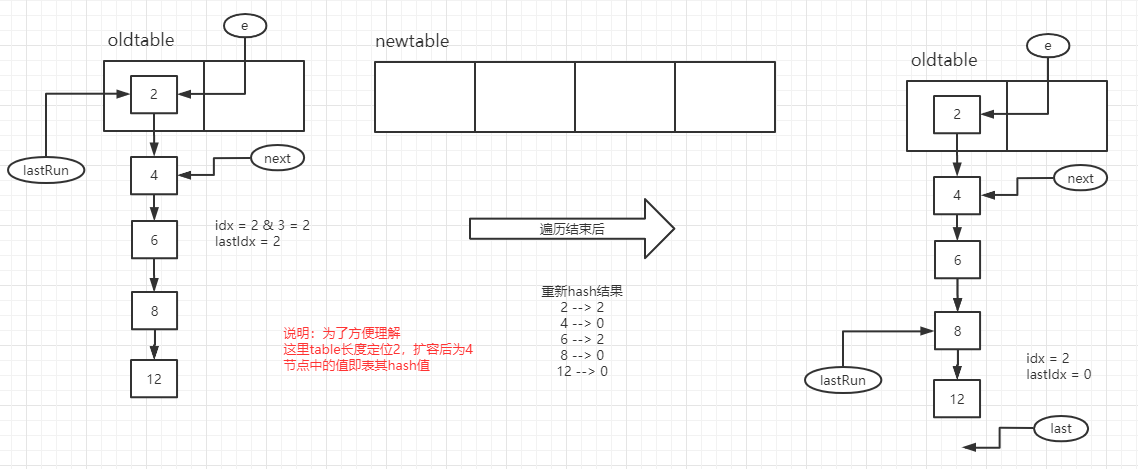 oldtable
e
2
lastRun
4
next
6
8
12
idx = 2 & 3 = 2
lastIdx = 2
说明：为了方便理解
这里table长度定位2，扩容后为4
节点中的值即表其hash值
newtable
遍历结束后
重新hash结果
2 --> 2
4 --> 0
6 --> 2
8 --> 0
12 --> 0
oldtable
e
2
4
next
6
8
lastRun
12
idx = 2
lastIdx = 0
last